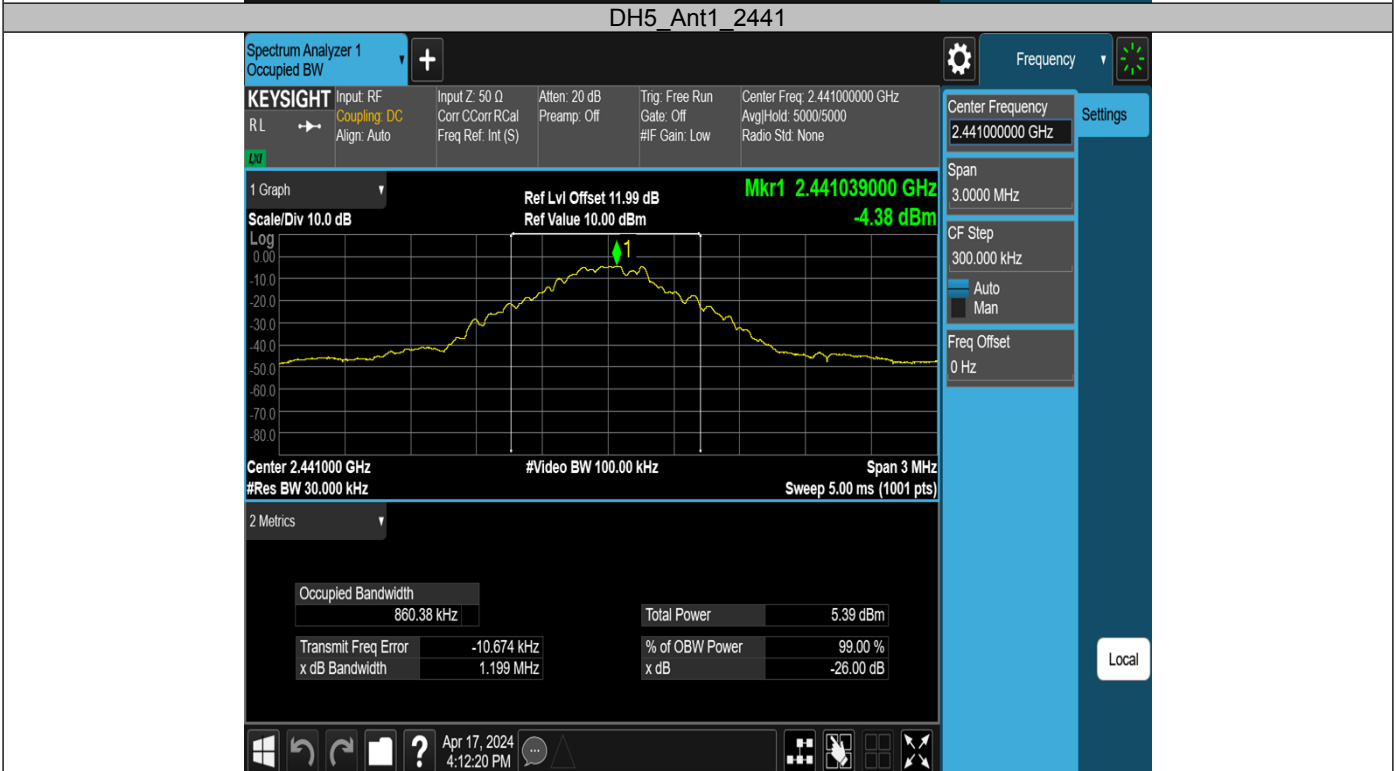 DH5_Ant1_2441
Spectrum Analyzer 1
Occupied BW
+
Frequency
KEYSIGHT
RL
LXI
Input: RF
Coupling: DC
Align: Auto
Input Z: 50 Ω
Corr CCorr RCal
Freq Ref: Int (S)
Atten: 20 dB
Preamp: Off
Trig: Free Run
Gate: Off
#IF Gain: Low
Center Freq: 2.441000000 GHz
Avg|Hold: 5000/5000
Radio Std: None
Center Frequency
2.441000000 GHz
Settings
Span
3.0000 MHz
CF Step
300.000 kHz
Auto
Man
Freq Offset
0 Hz
1 Graph
Scale/Div 10.0 dB
Ref Lvl Offset 11.99 dB
Ref Value 10.00 dBm
Mkr1 2.441039000 GHz
-4.38 dBm
Log
0.00
-10.0
-20.0
-30.0
-40.0
-50.0
-60.0
-70.0
-80.0
1
Center 2.441000 GHz
#Video BW 100.00 kHz
Span 3 MHz
#Res BW 30.000 kHz
Sweep 5.00 ms (1001 pts)
2 Metrics
Occupied Bandwidth
860.38 kHz
Total Power 5.39 dBm
Transmit Freq Error -10.674 kHz
% of OBW Power 99.00 %
x dB Bandwidth 1.199 MHz
x dB -26.00 dB
Local
?
Apr 17, 2024
4:12:20 PM